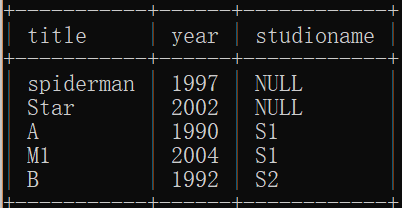 title year studioname
spiderman 1997 NULL
Star 2002 NULL
A 1990 S1
M1 2004 S1
B 1992 S2